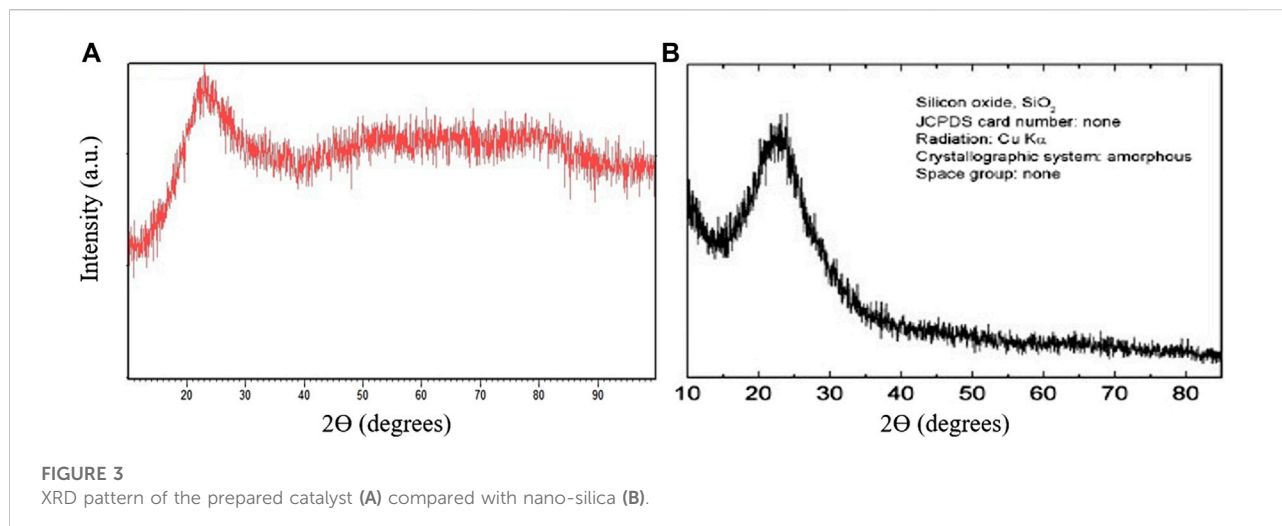 A
Intensity (a.u.)
20 30 40 50 60 70 80 90
2Θ (degrees)
B
Silicon oxide, SiO₂
JCPDS card number: none
Radiation: Cu Kα
Crystallographic system: amorphous
Space group: none
10 20 30 40 50 60 70 80
2Θ (degrees)
FIGURE 3
XRD pattern of the prepared catalyst (A) compared with nano-silica (B).